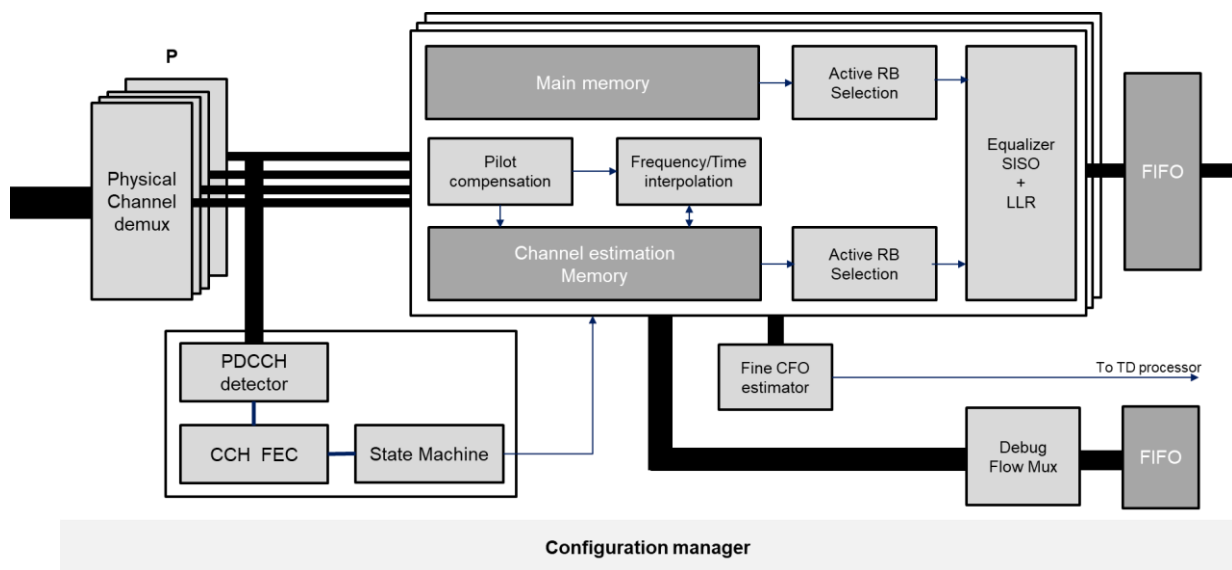 P
Physical
Channel
demux
Main memory
Active RB
Selection
Pilot
compensation
Frequency/Time
interpolation
Equalizer
SISO
+
LLR
FIFO
Channel estimation
Memory
Active RB
Selection
PDCCH
detector
CCH FEC
State Machine
Fine CFO
estimator
To TD processor
Debug
Flow Mux
FIFO
Configuration manager